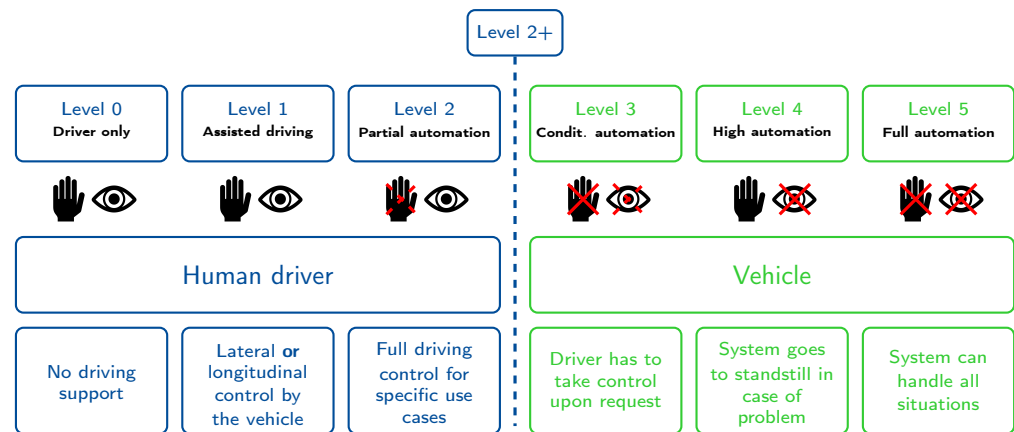 Level 2+
Level 0
Driver only
Level 1
Assisted driving
Level 2
Partial automation
Level 3
Condit. automation
Level 4
High automation
Level 5
Full automation
Human driver
Vehicle
No driving
support
Lateral or
longitudinal
control by
the vehicle
Full driving
control for
specific use
cases
Driver has to
take control
upon request
System goes
to standstill in
case of
problem
System can
handle all
situations